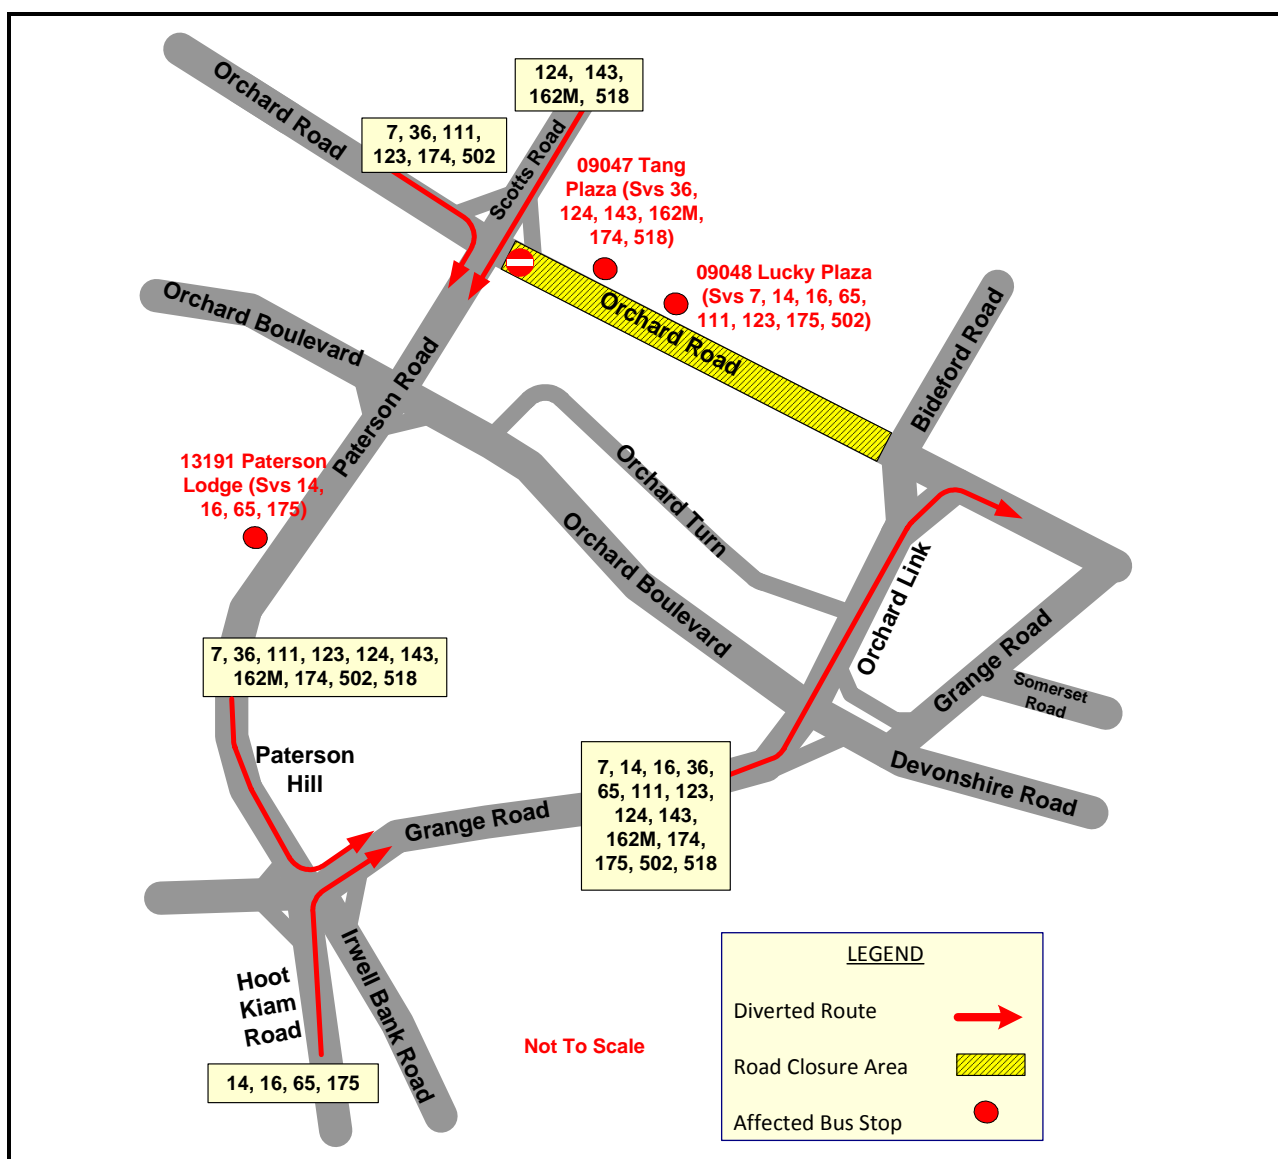 Orchard Road
124, 143,
162M, 518
7, 36, 111,
123, 174, 502
Scotts Road
09047 Tang
Plaza (Svs 36,
124, 143, 162M,
174, 518)
09048 Lucky Plaza
(Svs 7, 14, 16, 65,
111, 123, 175, 502)
Orchard Road
Orchard Boulevard
Paterson Road
Bideford Road
13191 Paterson
Lodge (Svs 14,
16, 65, 175)
Orchard Turn
Orchard Boulevard
Orchard Link
Grange Road
Somerset
Road
7, 36, 111, 123, 124, 143,
162M, 174, 502, 518
Paterson
Hill
7, 14, 16, 36,
65, 111, 123,
124, 143,
162M, 174,
175, 502, 518
Devonshire Road
Grange Road
Irwell Bank Road
Hoot
Kiam
Road
14, 16, 65, 175
Not To Scale
LEGEND
Diverted Route
Road Closure Area
Affected Bus Stop